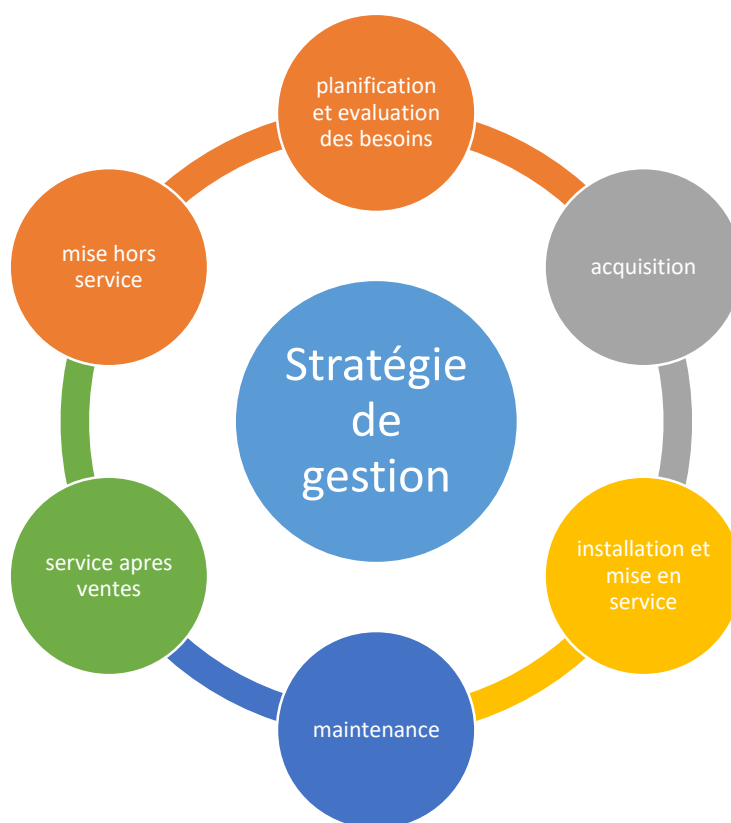 planification
et evaluation
des besoins
acquisition
installation et
mise en
service
maintenance
service apres
ventes
mise hors
service
Stratégie
de
gestion